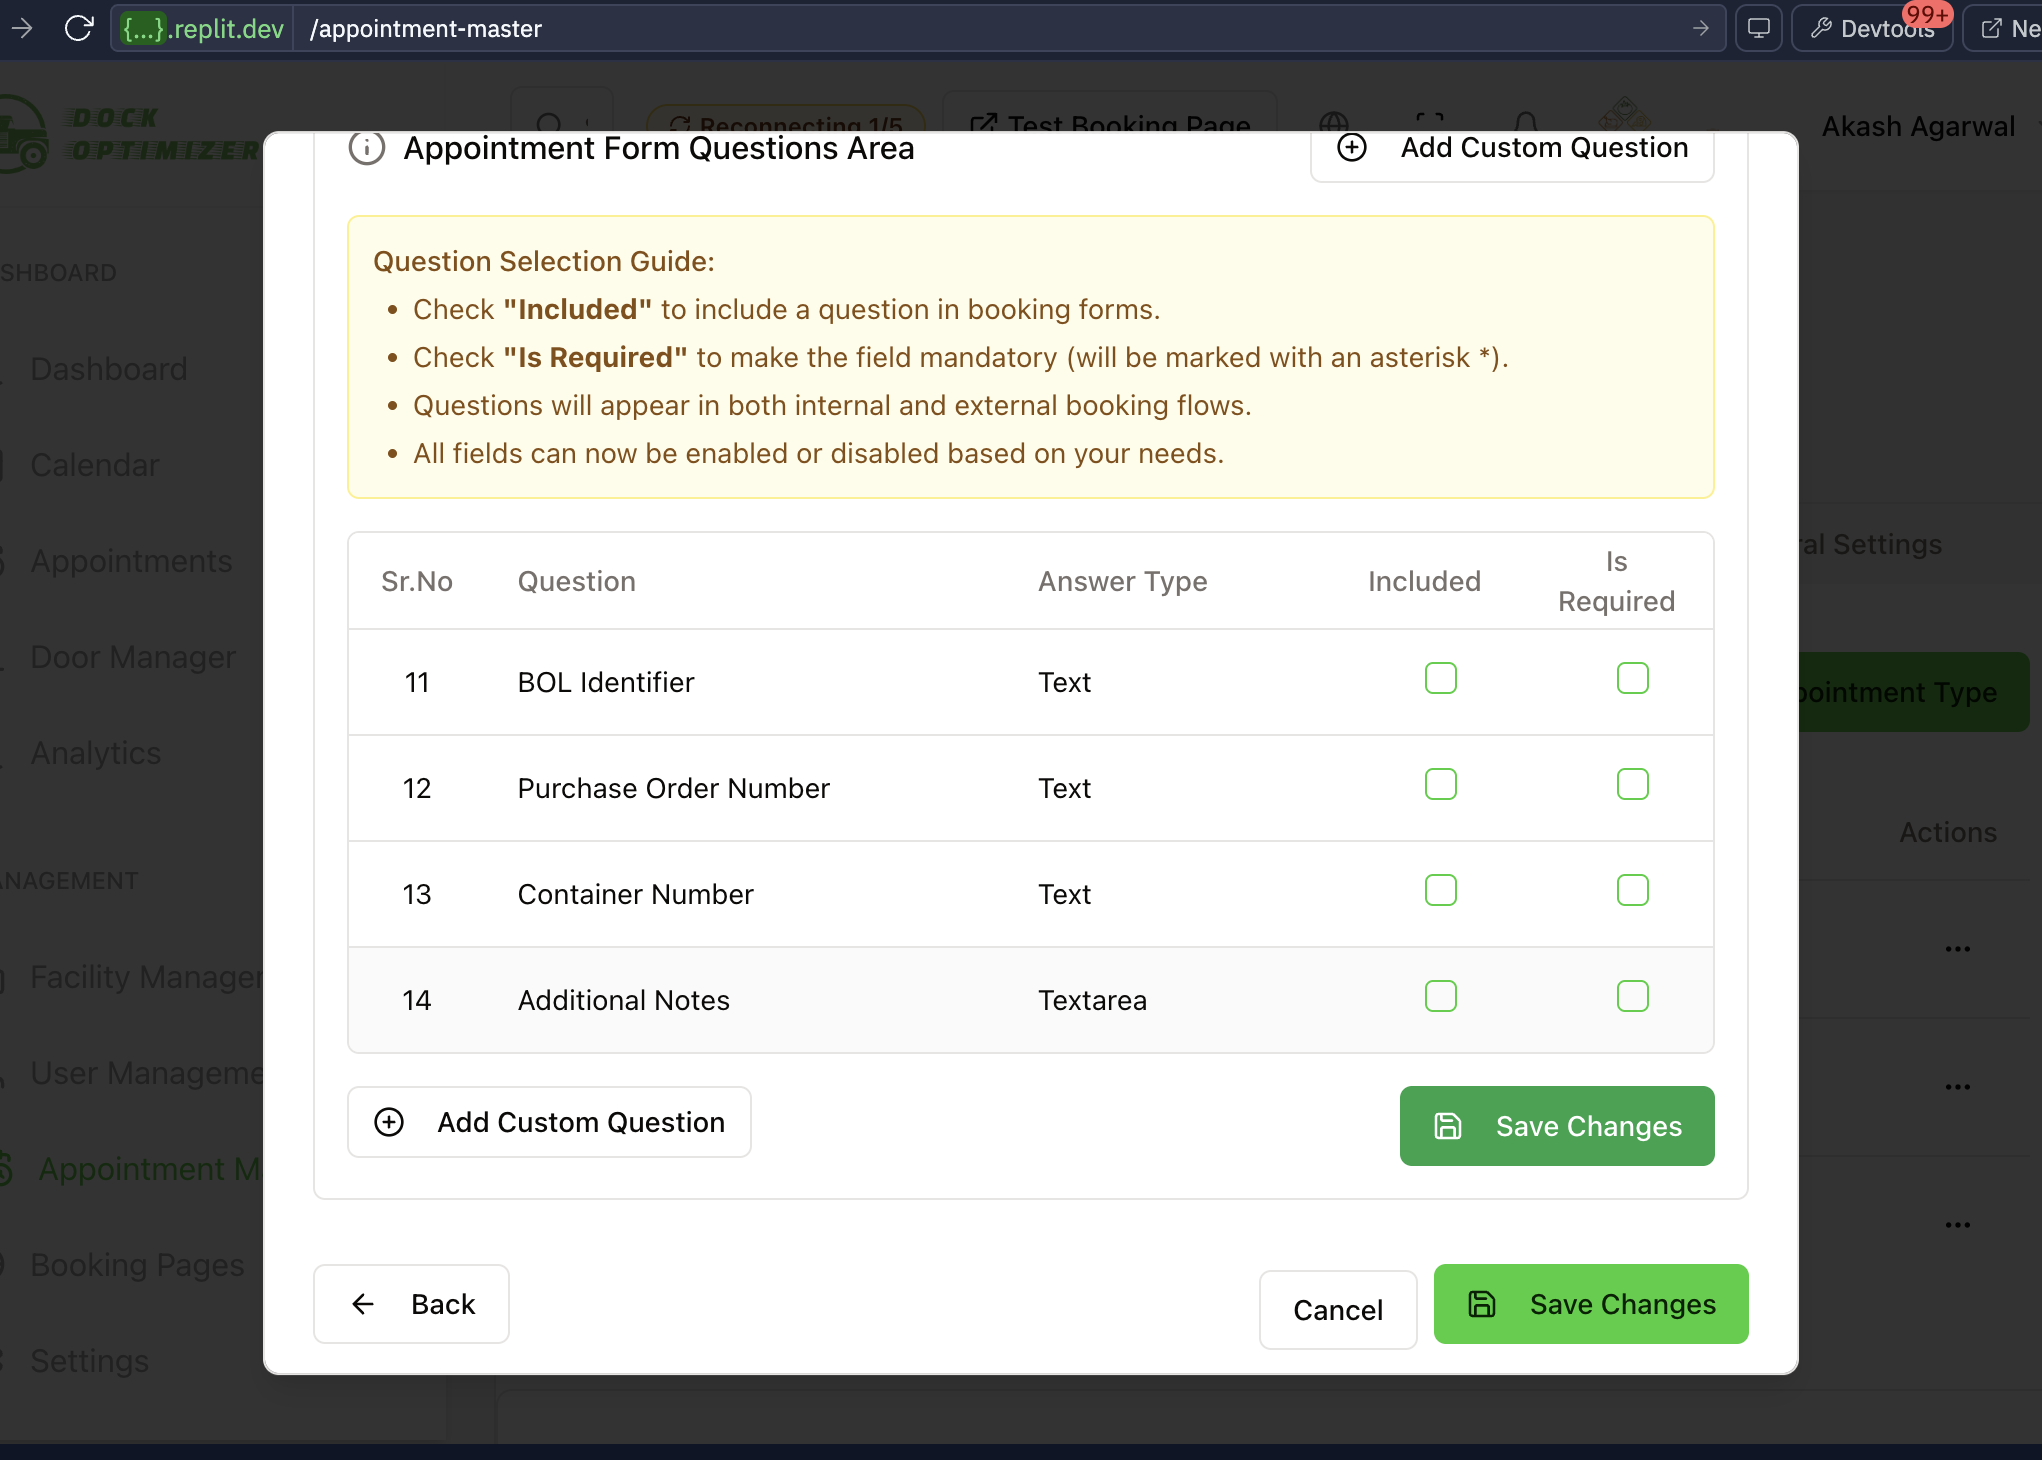 {...}.replit.dev /appointment-master
Devtools 99+
DOCK
OPTIMIZER
Reconnecting 1/5
Test Booking Page
Akash Agarwal
Appointment Form Questions Area
Add Custom Question
Question Selection Guide:
• Check "Included" to include a question in booking forms.
• Check "Is Required" to make the field mandatory (will be marked with an asterisk *).
• Questions will appear in both internal and external booking flows.
• All fields can now be enabled or disabled based on your needs.
Sr.No Question Answer Type Included Is Required
11 BOL Identifier Text
12 Purchase Order Number Text
13 Container Number Text
14 Additional Notes Textarea
Add Custom Question
Save Changes
Back
Cancel
Save Changes
Dashboard
Calendar
Appointments
Door Manager
Analytics
Facility Manager
User Manageme
Appointment M
Booking Pages
Settings
Settings
pointment Type
Actions